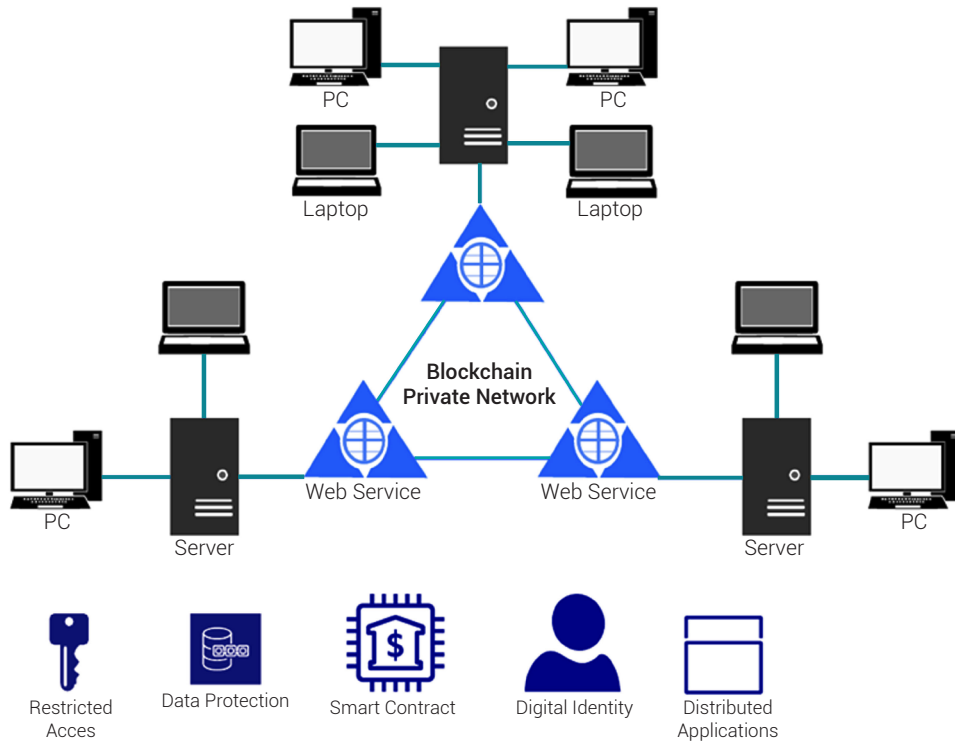 PC
PC
Laptop
Laptop
Blockchain
Private Network
Web Service
Web Service
PC
PC
Server
Server
Restricted
Acces
Data Protection
Smart Contract
$
Digital Identity
Distributed
Applications